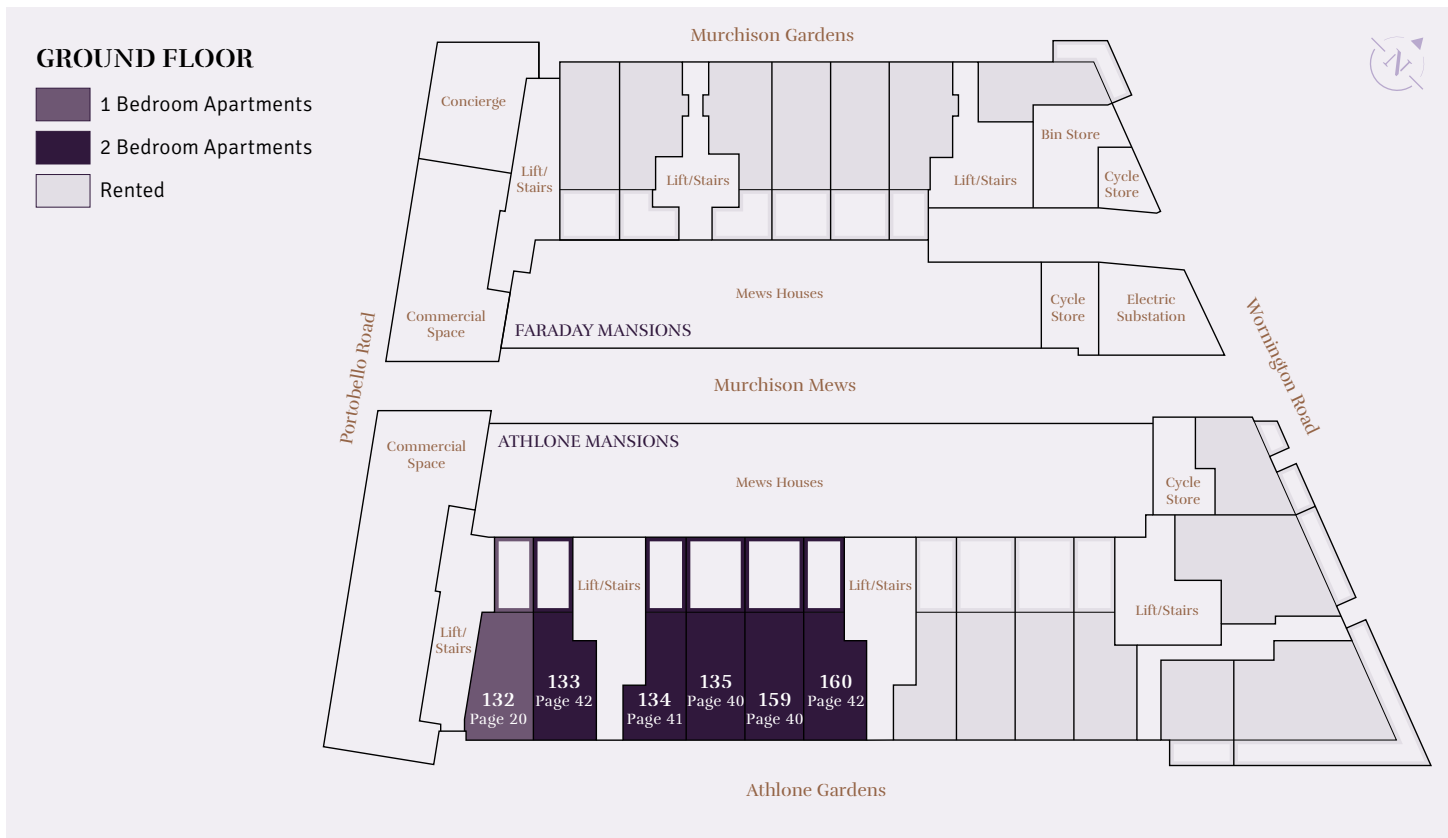 Murchison Gardens
GROUND FLOOR
1 Bedroom Apartments
2 Bedroom Apartments
Rented
N
Concierge
Lift/
Stairs
Lift/Stairs
Lift/Stairs
Bin Store
Cycle
Store
Commercial
Space
Mews Houses
FARADAY MANSIONS
Cycle
Store
Electric
Substation
Portobello Road
Murchison Mews
Wornington Road
Commercial
Space
ATHLONE MANSIONS
Mews Houses
Cycle
Store
Lift/
Stairs
Lift/Stairs
Lift/Stairs
Lift/Stairs
132
Page 20
133
Page 42
134
Page 41
135
Page 40
159
Page 40
160
Page 42
Athlone Gardens